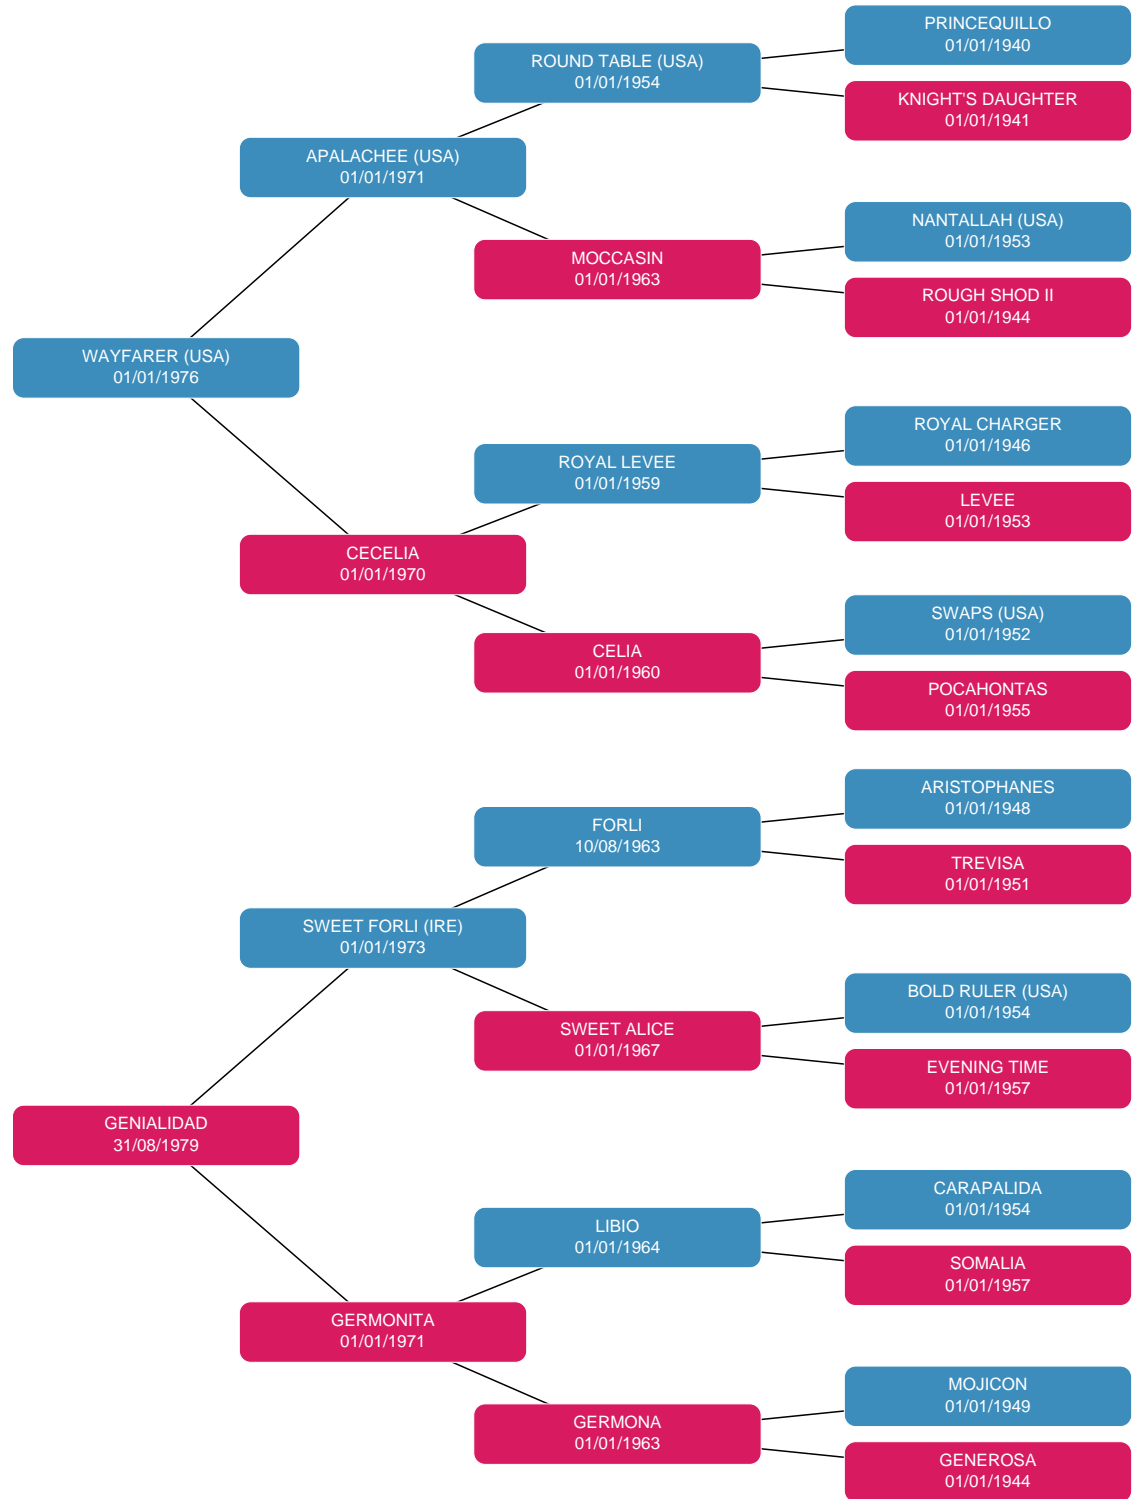 PRINCEQUILLO
01/01/1940
ROUND TABLE (USA)
01/01/1954
KNIGHT'S DAUGHTER
01/01/1941
APALACHEE (USA)
01/01/1971
NANTALLAH (USA)
01/01/1953
MOCCASIN
01/01/1963
ROUGH SHOD II
01/01/1944
WAYFARER (USA)
01/01/1976
ROYAL CHARGER
01/01/1946
ROYAL LEVEE
01/01/1959
LEVEE
01/01/1953
CECELIA
01/01/1970
SWAPS (USA)
01/01/1952
CELIA
01/01/1960
POCAHONTAS
01/01/1955
ARISTOPHANES
01/01/1948
FORLI
10/08/1963
TREVISA
01/01/1951
SWEET FORLI (IRE)
01/01/1973
BOLD RULER (USA)
01/01/1954
SWEET ALICE
01/01/1967
EVENING TIME
01/01/1957
GENIALIDAD
31/08/1979
CARAPALIDA
01/01/1954
LIBIO
01/01/1964
SOMALIA
01/01/1957
GERMONITA
01/01/1971
MOJICON
01/01/1949
GERMONA
01/01/1963
GENEROSA
01/01/1944